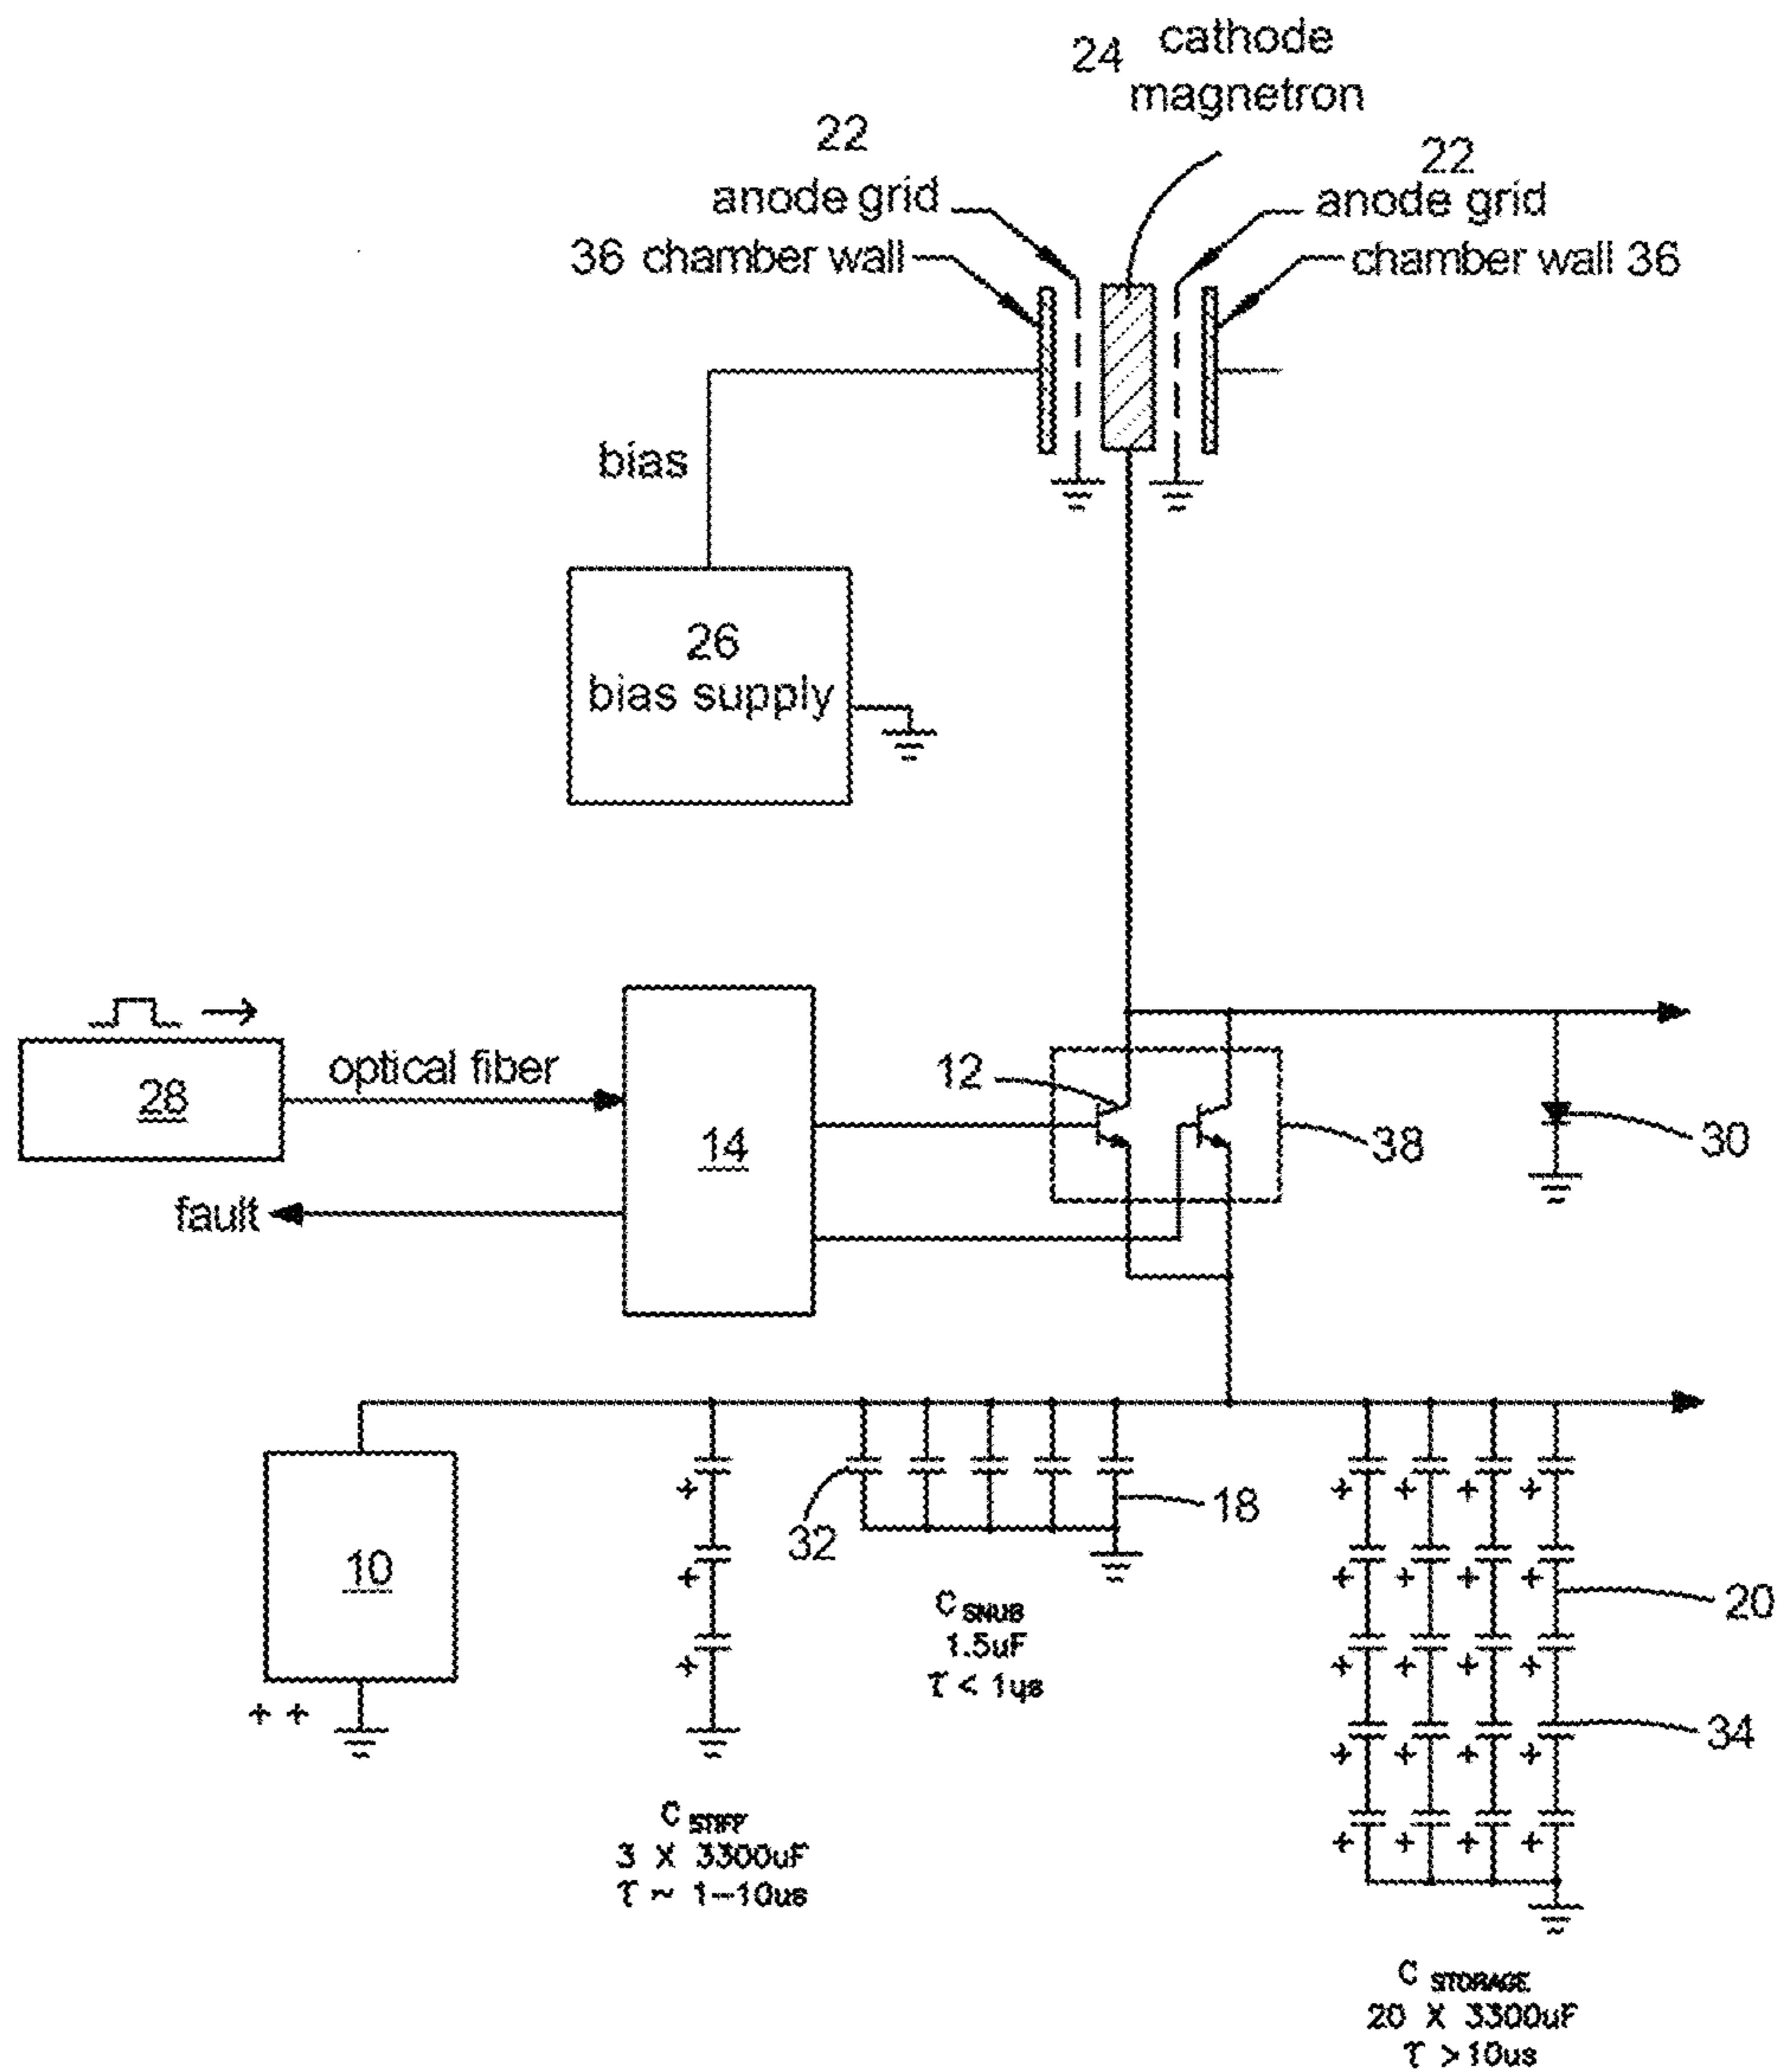 24 cathode
magnetron
22
anode grid
22
anode grid
36 chamber wall
chamber wall 36
bias
26
bias supply
28
optical fiber
fault
14
12
38
30
10
+ +
+
+
+
C STIFF
3 X 3300uF
τ ~ 1-10us
32
18
C SNUB
1.5uF
τ < 1us
+ + + +
+ + + +
20
+ + + +
34
+ + + +
+ + + +
C STORAGE
20 X 3300uF
τ >10us